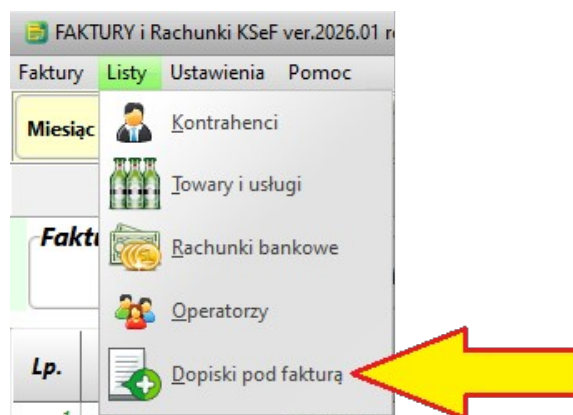 FAKTURY i Rachunki KSeF ver.2026.01
Faktury Listy Ustawienia Pomoc
Miesiąc
Kontrahenci
Towary i usługi
Rachunki bankowe
Operatorzy
Dopiski pod fakturą
Lp.